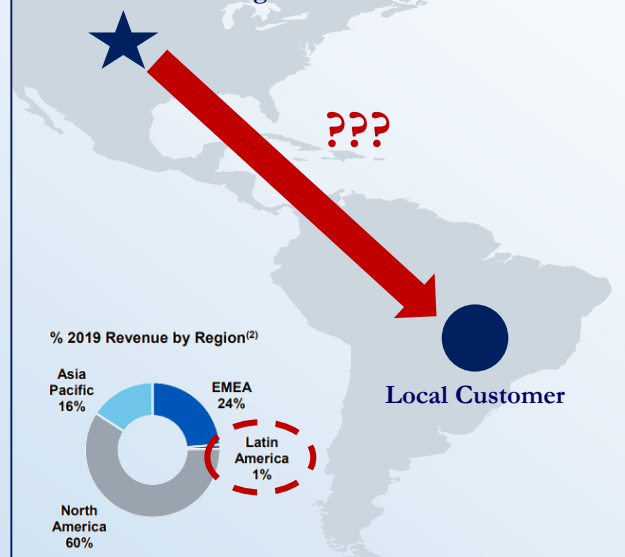 ???
Local Customer
% 2019 Revenue by Region(2)
Asia
Pacific
16%
EMEA
24%
Latin
America
1%
North
America
60%